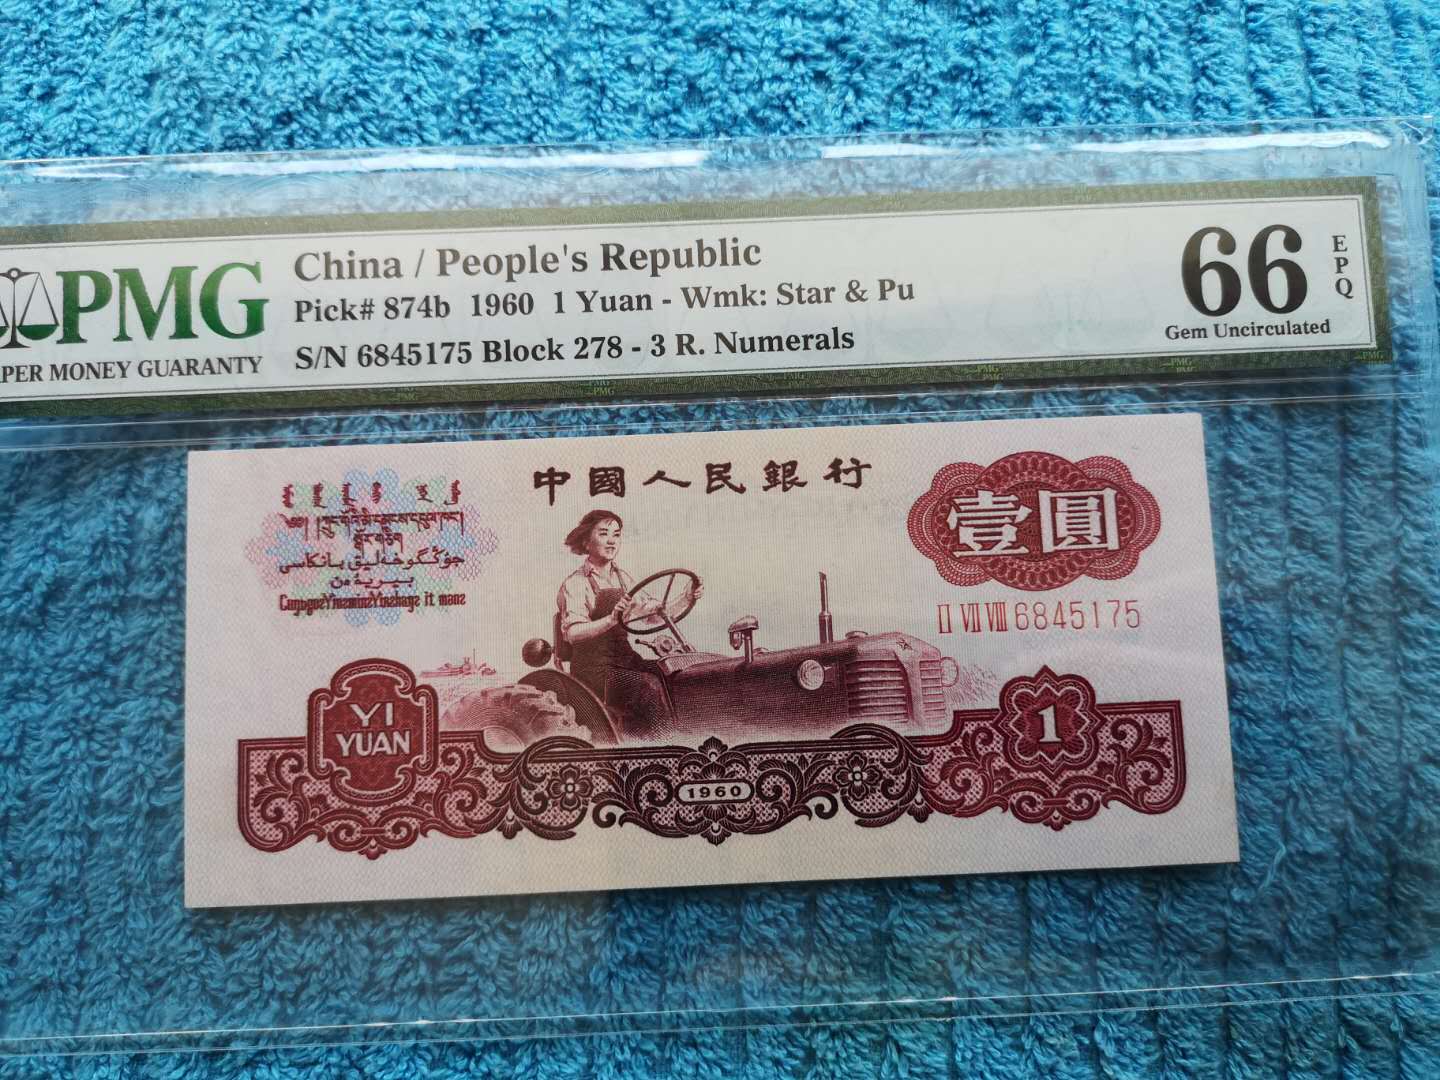 China / People's Republic
Pick# 874b 1960 1 Yuan - Wmk: Star & Pu
S/N 6845175 Block 278 - 3 R. Numerals
PMG
PER MONEY GUARANTY
66 EPQ
Gem Uncirculated
中國人民銀行
壹圓
II VII VIII 6845175
YI
YUAN
1
1960